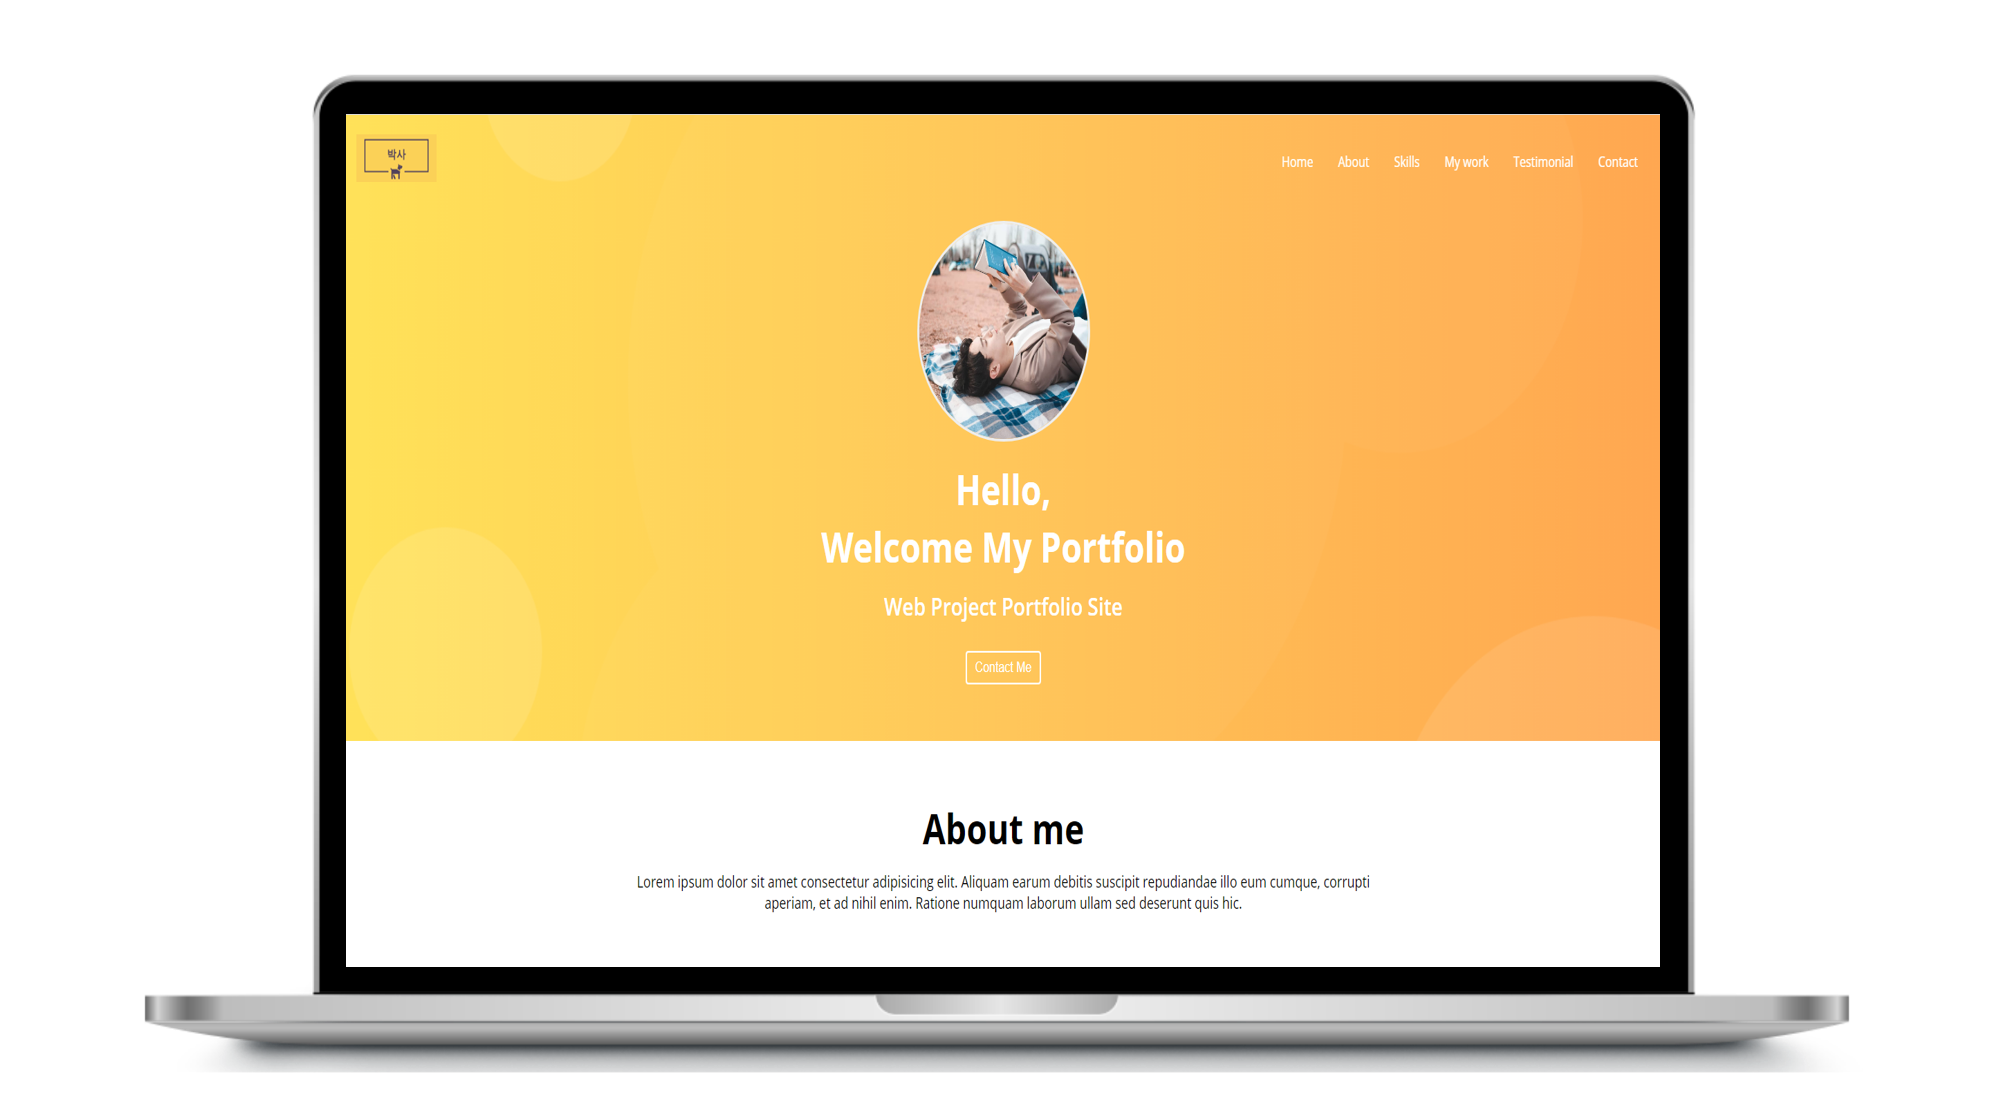 박사
Home About Skills My work Testimonial Contact
Hello,
Welcome My Portfolio
Web Project Portfolio Site
Contact Me
About me
Lorem ipsum dolor sit amet consectetur adipisicing elit. Aliquam earum debitis suscipit repudiandae illo eum cumque, corrupti
aperiam, et ad nihil enim. Ratione numquam laborum ullam sed deserunt quis hic.